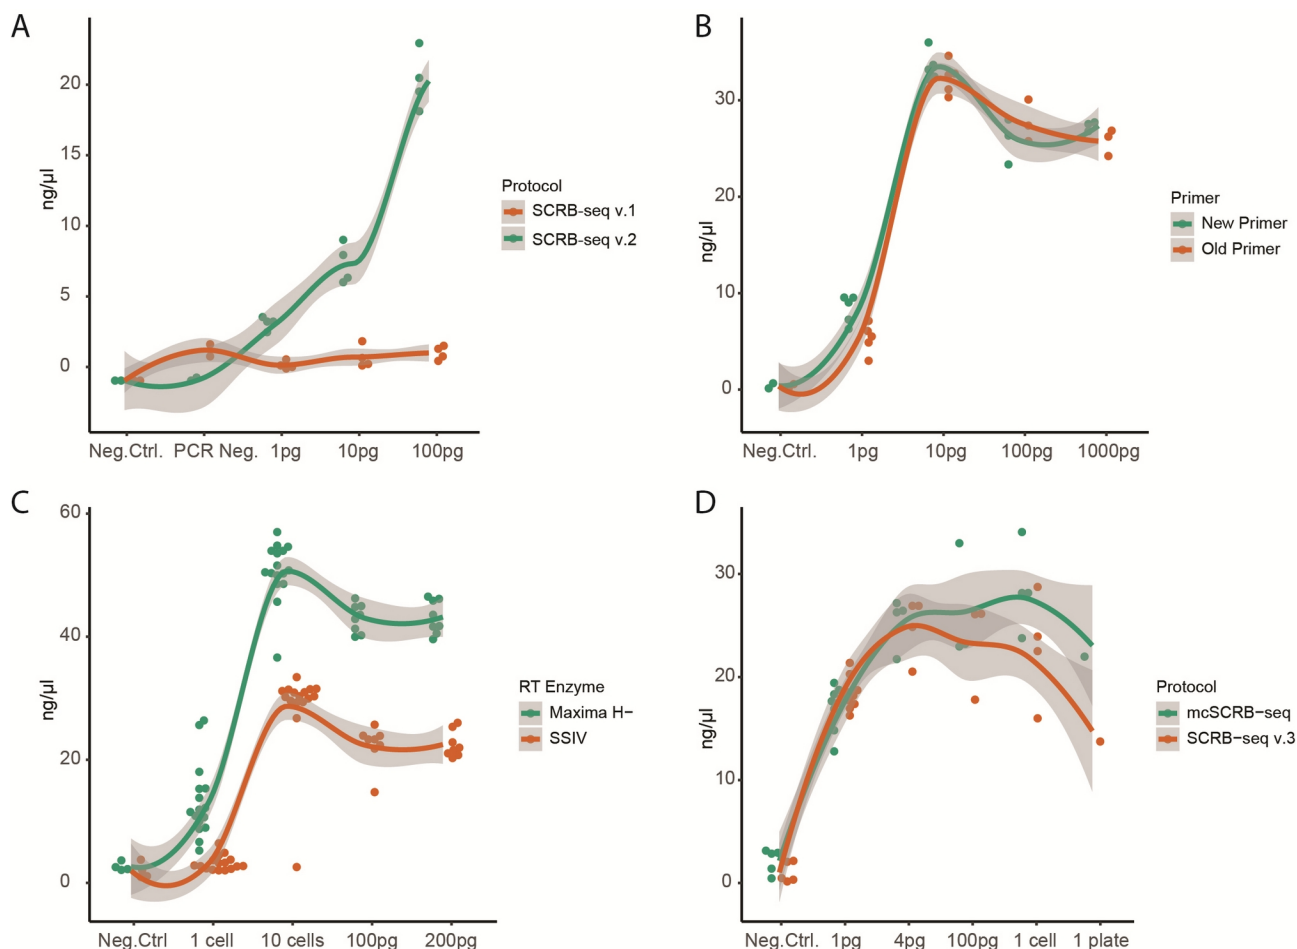 A
ng/µl
20
15
10
5
0
Neg.Ctrl. PCR Neg. 1pg 10pg 100pg
Protocol
SCRB-seq v.1
SCRB-seq v.2
B
ng/µl
30
20
10
0
Neg.Ctrl. 1pg 10pg 100pg 1000pg
Primer
New Primer
Old Primer
C
ng/µl
60
40
20
0
Neg.Ctrl 1 cell 10 cells 100pg 200pg
RT Enzyme
Maxima H−
SSIV
D
ng/µl
30
20
10
0
Neg.Ctrl. 1pg 4pg 100pg 1 cell 1 plate
Protocol
mcSCRB−seq
SCRB−seq v.3